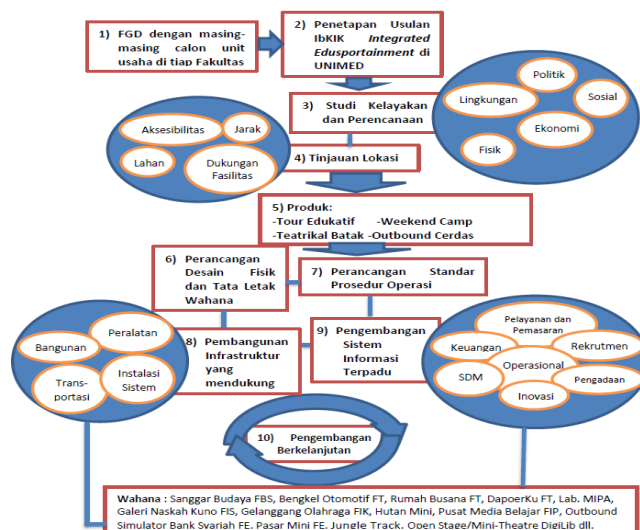 1) FGD dengan masing-
masing calon unit
usaha di tiap Fakultas
2) Penetapan Usulan
IbKIK Integrated
Edusportainment di
UNIMED
3) Studi Kelayakan
dan Perencanaan
Politik
Lingkungan
Sosial
Ekonomi
Fisik
Aksesibilitas
Jarak
Lahan
Dukungan
Fasilitas
4) Tinjauan Lokasi
5) Produk:
-Tour Edukatif -Weekend Camp
-Teatrikal Batak -Outbound Cerdas
6) Perancangan
Desain Fisik
dan Tata Letak
Wahana
7) Perancangan Standar
Prosedur Operasi
8) Pembangunan
Infrastruktur
yang
mendukung
9) Pengembangan
Sistem
Informasi
Terpadu
Peralatan
Bangunan
Trans-
portasi
Instalasi
Sistem
Pelayanan dan
Pemasaran
Keuangan
Rekrutmen
Operasional
SDM
Pengadaan
Inovasi
10) Pengembangan
Berkelanjutan
Wahana : Sanggar Budaya FBS, Bengkel Otomotif FT, Rumah Busana FT, DapoerKu FT, Lab. MIPA,
Galeri Naskah Kuno FIS, Gelanggang Olahraga FIK, Hutan Mini, Pusat Media Belajar FIP, Outbound
Simulator Bank Syariah FE, Pasar Mini FE, Jungle Track, Open Stage/Mini-Theatre DigiLib dll.